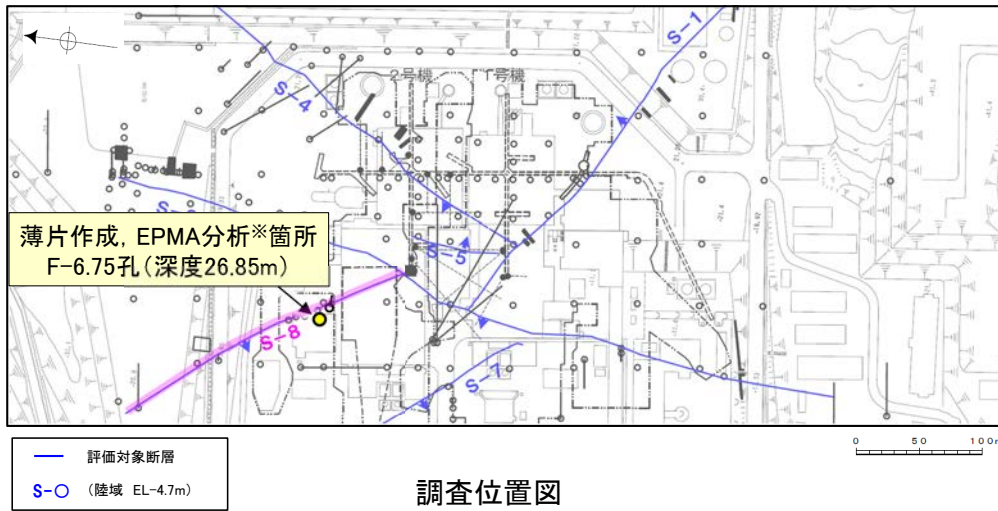 S-1
2号機
1号機
S-4
薄片作成, EPMA分析※箇所
F-6.75孔(深度26.85m)
S-5
S-8
S-7
評価対象断層
S-○ (陸域 EL-4.7m)
調査位置図
0 50 100m